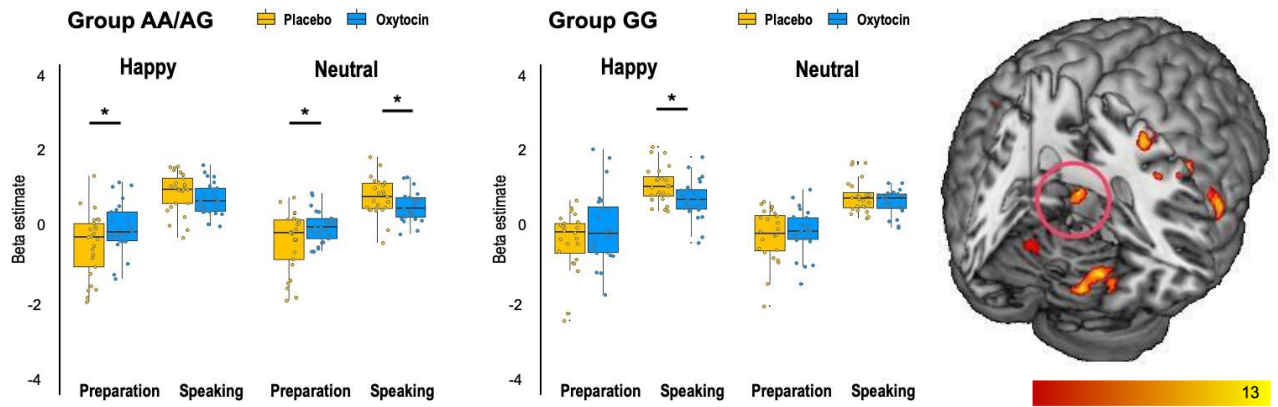 Group AA/AG
Placebo
Oxytocin
Happy
Neutral
4
2
0
-2
-4
Beta estimate
*
*
*
Preparation
Speaking
Preparation
Speaking
Group GG
Placebo
Oxytocin
Happy
Neutral
4
2
0
-2
-4
Beta estimate
*
Preparation
Speaking
Preparation
Speaking
13